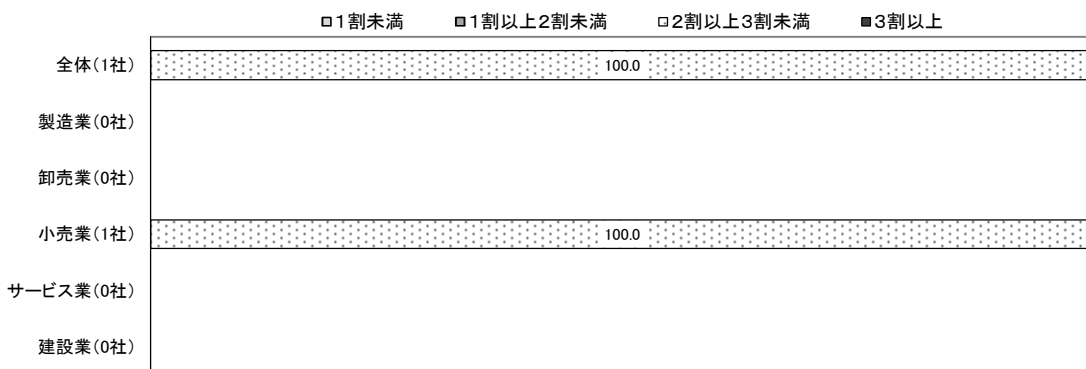 １割未満 １割以上２割未満 ２割以上３割未満 ３割以上
全体(1社) 100.0
製造業(0社)
卸売業(0社)
小売業(1社) 100.0
サービス業(0社)
建設業(0社)